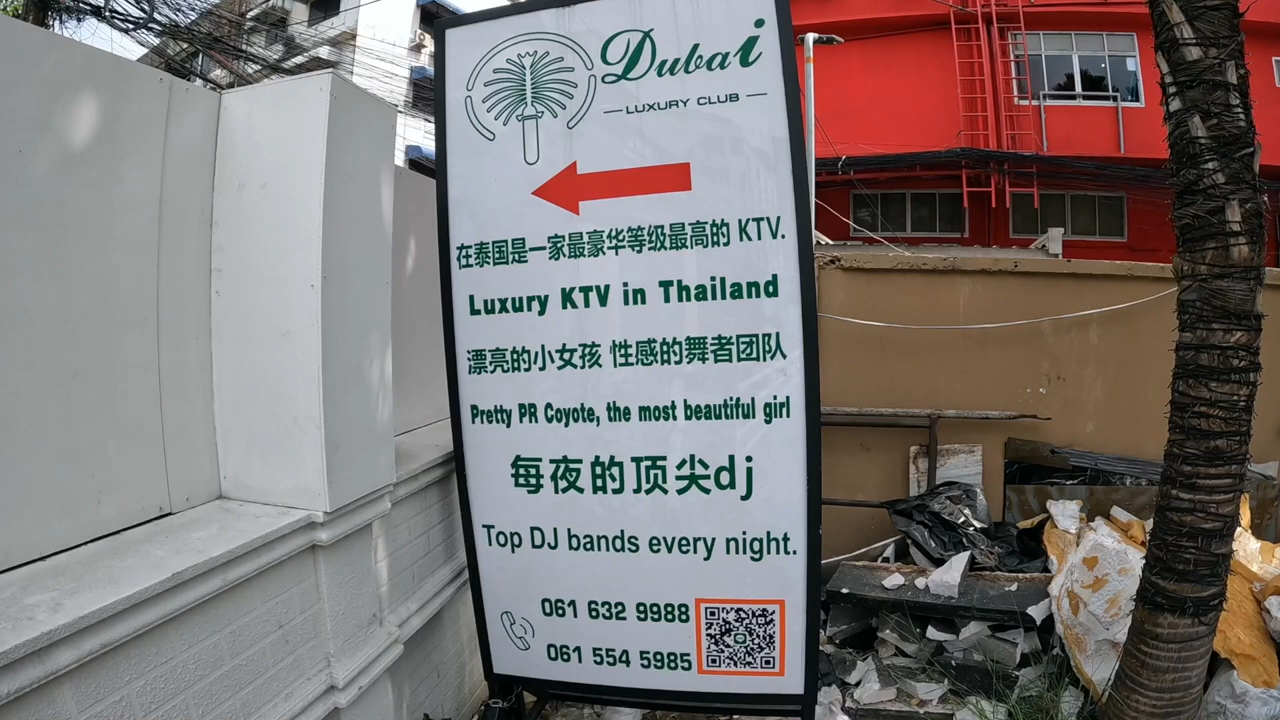 Dubai
LUXURY CLUB
在泰国是一家最豪华等级最高的 KTV.
Luxury KTV in Thailand
漂亮的小女孩 性感的舞者团队
Pretty PR Coyote, the most beautiful girl
每夜的顶尖dj
Top DJ bands every night.
061 632 9988
061 554 5985